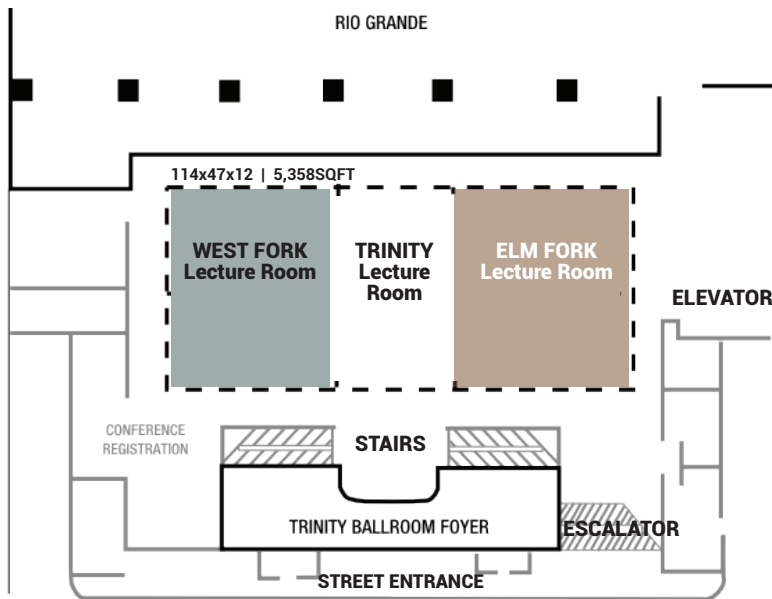 RIO GRANDE
114x47x12 | 5,358SQFT
WEST FORK
Lecture Room
TRINITY
Lecture
Room
ELM FORK
Lecture Room
ELEVATOR
CONFERENCE
REGISTRATION
STAIRS
TRINITY BALLROOM FOYER
ESCALATOR
STREET ENTRANCE